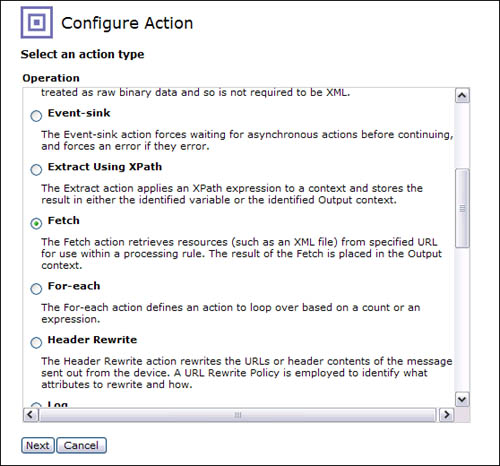 Configure Action
Select an action type
Operation
treated as raw binary data and so is not required to be XML.
Event-sink
The Event-sink action forces waiting for asynchronous actions before continuing,
and forces an error if they error.
Extract Using XPath
The Extract action applies an XPath expression to a context and stores the
result in either the identified variable or the identified Output context.
Fetch
The Fetch action retrieves resources (such as an XML file) from specified URL
for use within a processing rule. The result of the Fetch is placed in the Output
context.
For-each
The For-each action defines an action to loop over based on a count or an
expression.
Header Rewrite
The Header Rewrite action rewrites the URLs or header contents of the message
sent out from the device. A URL Rewrite Policy is employed to identify what
attributes to rewrite and how.
Log
Next Cancel